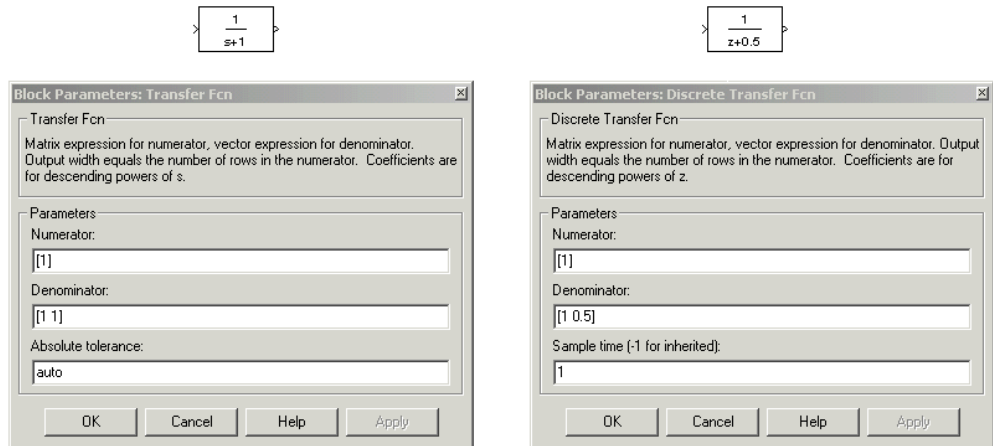 1
s+1
1
z+0.5
Block Parameters: Transfer Fcn
Transfer Fcn
Matrix expression for numerator, vector expression for denominator.
Output width equals the number of rows in the numerator. Coefficients are
for descending powers of s.
Parameters
Numerator:
[1]
Denominator:
[1 1]
Absolute tolerance:
auto
OK Cancel Help Apply
Block Parameters: Discrete Transfer Fcn
Discrete Transfer Fcn
Matrix expression for numerator, vector expression for denominator. Output
width equals the number of rows in the numerator. Coefficients are for
descending powers of z.
Parameters
Numerator:
[1]
Denominator:
[1 0.5]
Sample time (-1 for inherited):
1
OK Cancel Help Apply